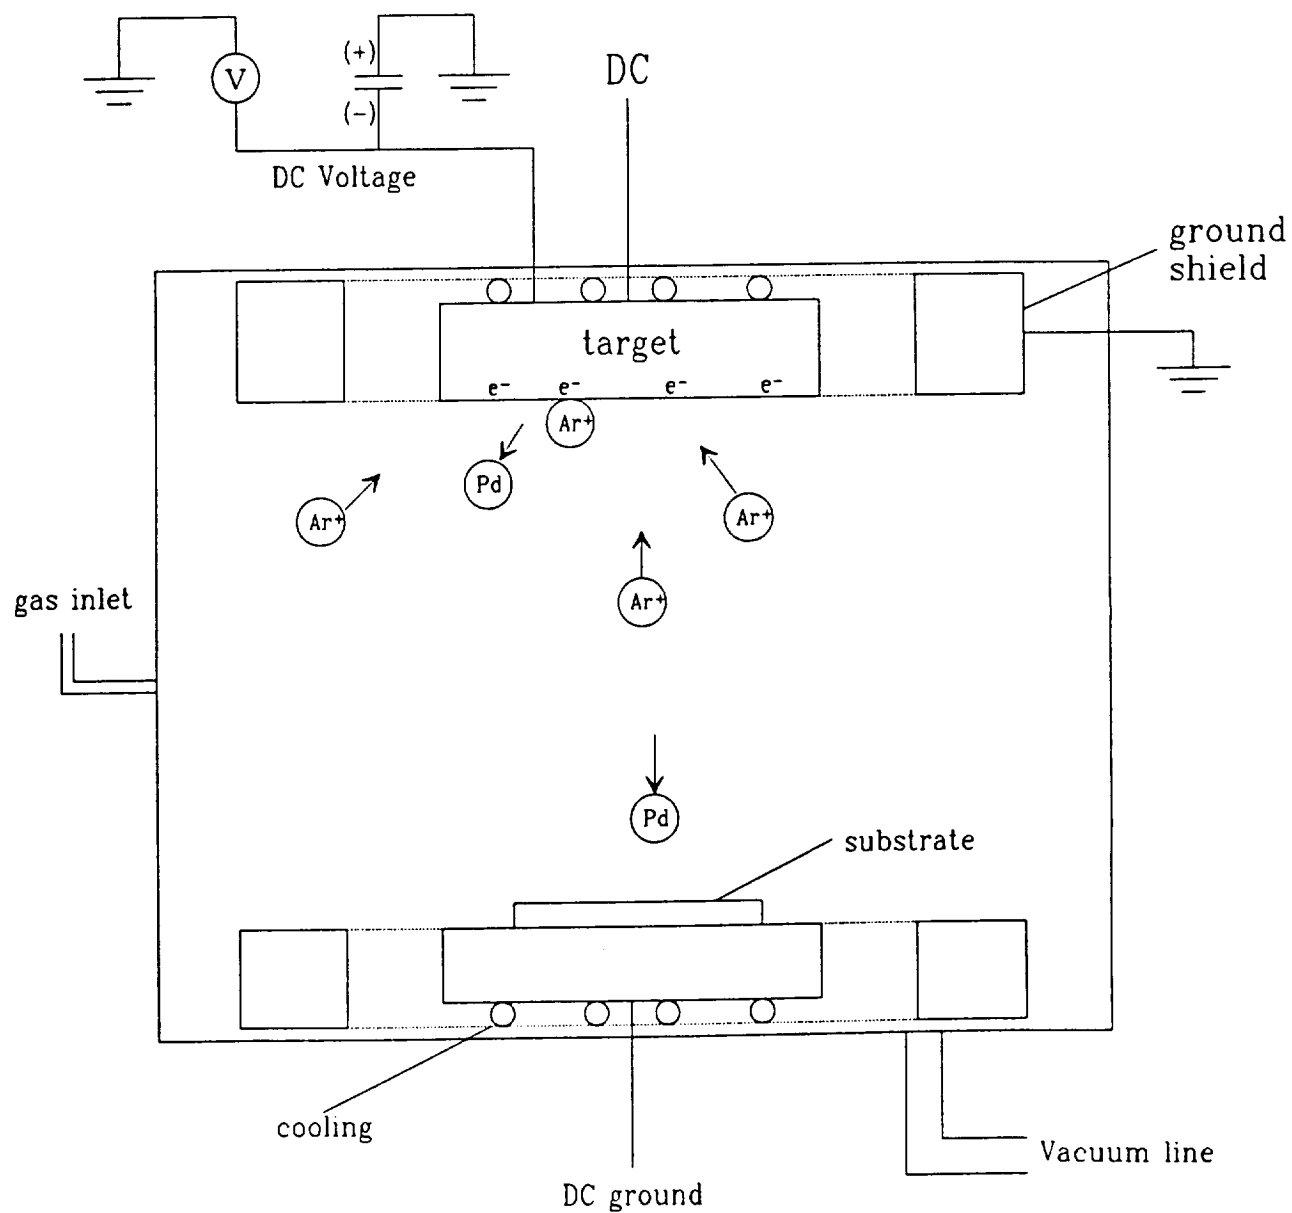 (+)
DC
V
(-)
DC Voltage
ground
shield
target
e⁻ e⁻ e⁻ e⁻
Ar⁺
Pd
Ar⁺
Ar⁺
gas inlet
Ar⁺
Pd
substrate
cooling
Vacuum line
DC ground